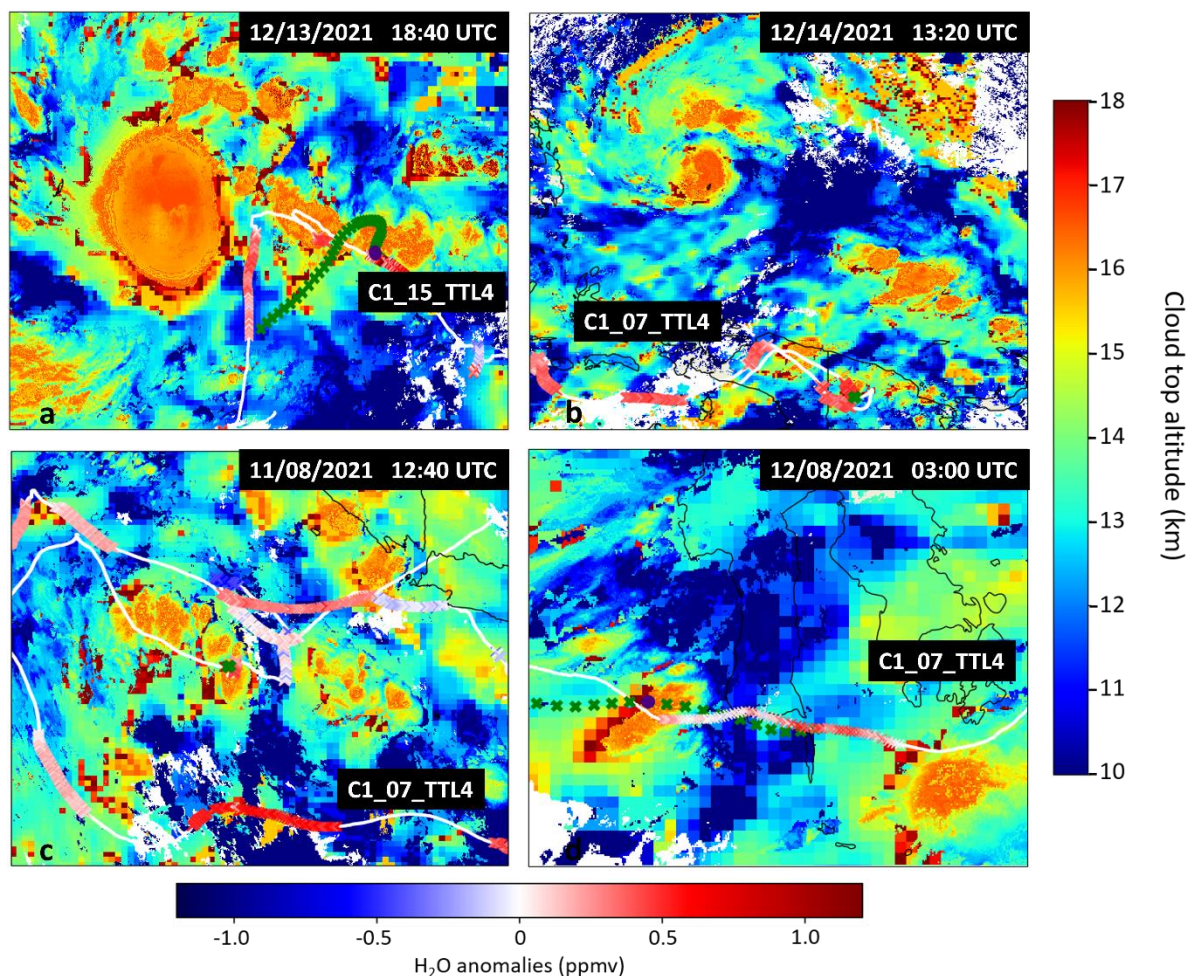 12/13/2021 18:40 UTC
C1_15_TTL4
a
12/14/2021 13:20 UTC
C1_07_TTL4
b
11/08/2021 12:40 UTC
C1_07_TTL4
c
12/08/2021 03:00 UTC
C1_07_TTL4
d
18
17
16
15
14
13
12
11
10
Cloud top altitude (km)
-1.0
-0.5
0
0.5
1.0
H₂O anomalies (ppmv)